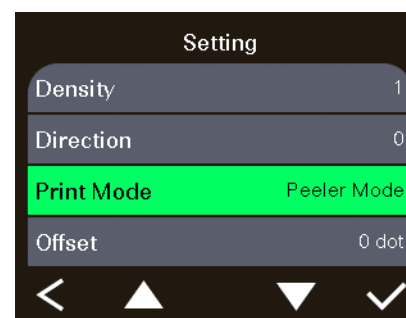 Setting
Density 1
Direction 0
Print Mode Peeler Mode
Offset 0 dot